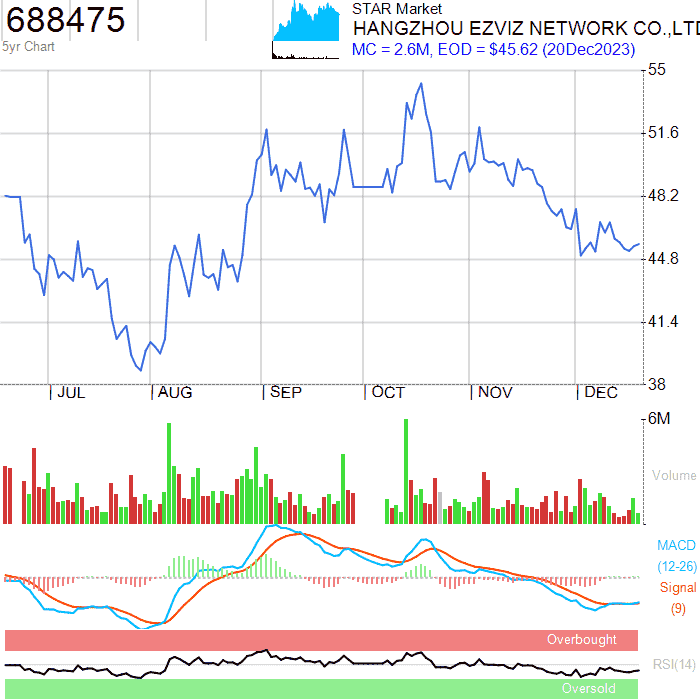 688475
5yr Chart
STAR Market
HANGZHOU EZVIZ NETWORK CO.,LTD
MC = 2.6M, EOD = $45.62 (20Dec2023)
55
51.6
48.2
44.8
41.4
38
JUL
AUG
SEP
OCT
NOV
DEC
6M
Volume
MACD
(12-26)
Signal
(9)
Overbought
RSI(14)
Oversold